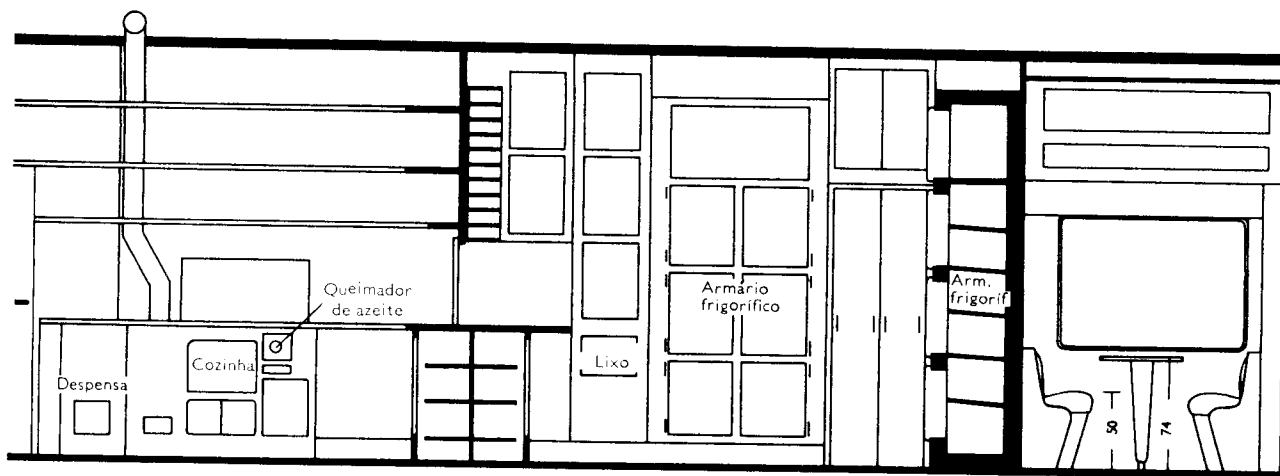 Queimador
de azeite
Cozinha
Despensa
Lixo
Armário
frigorífico
Arm.
frigoríf
50
74